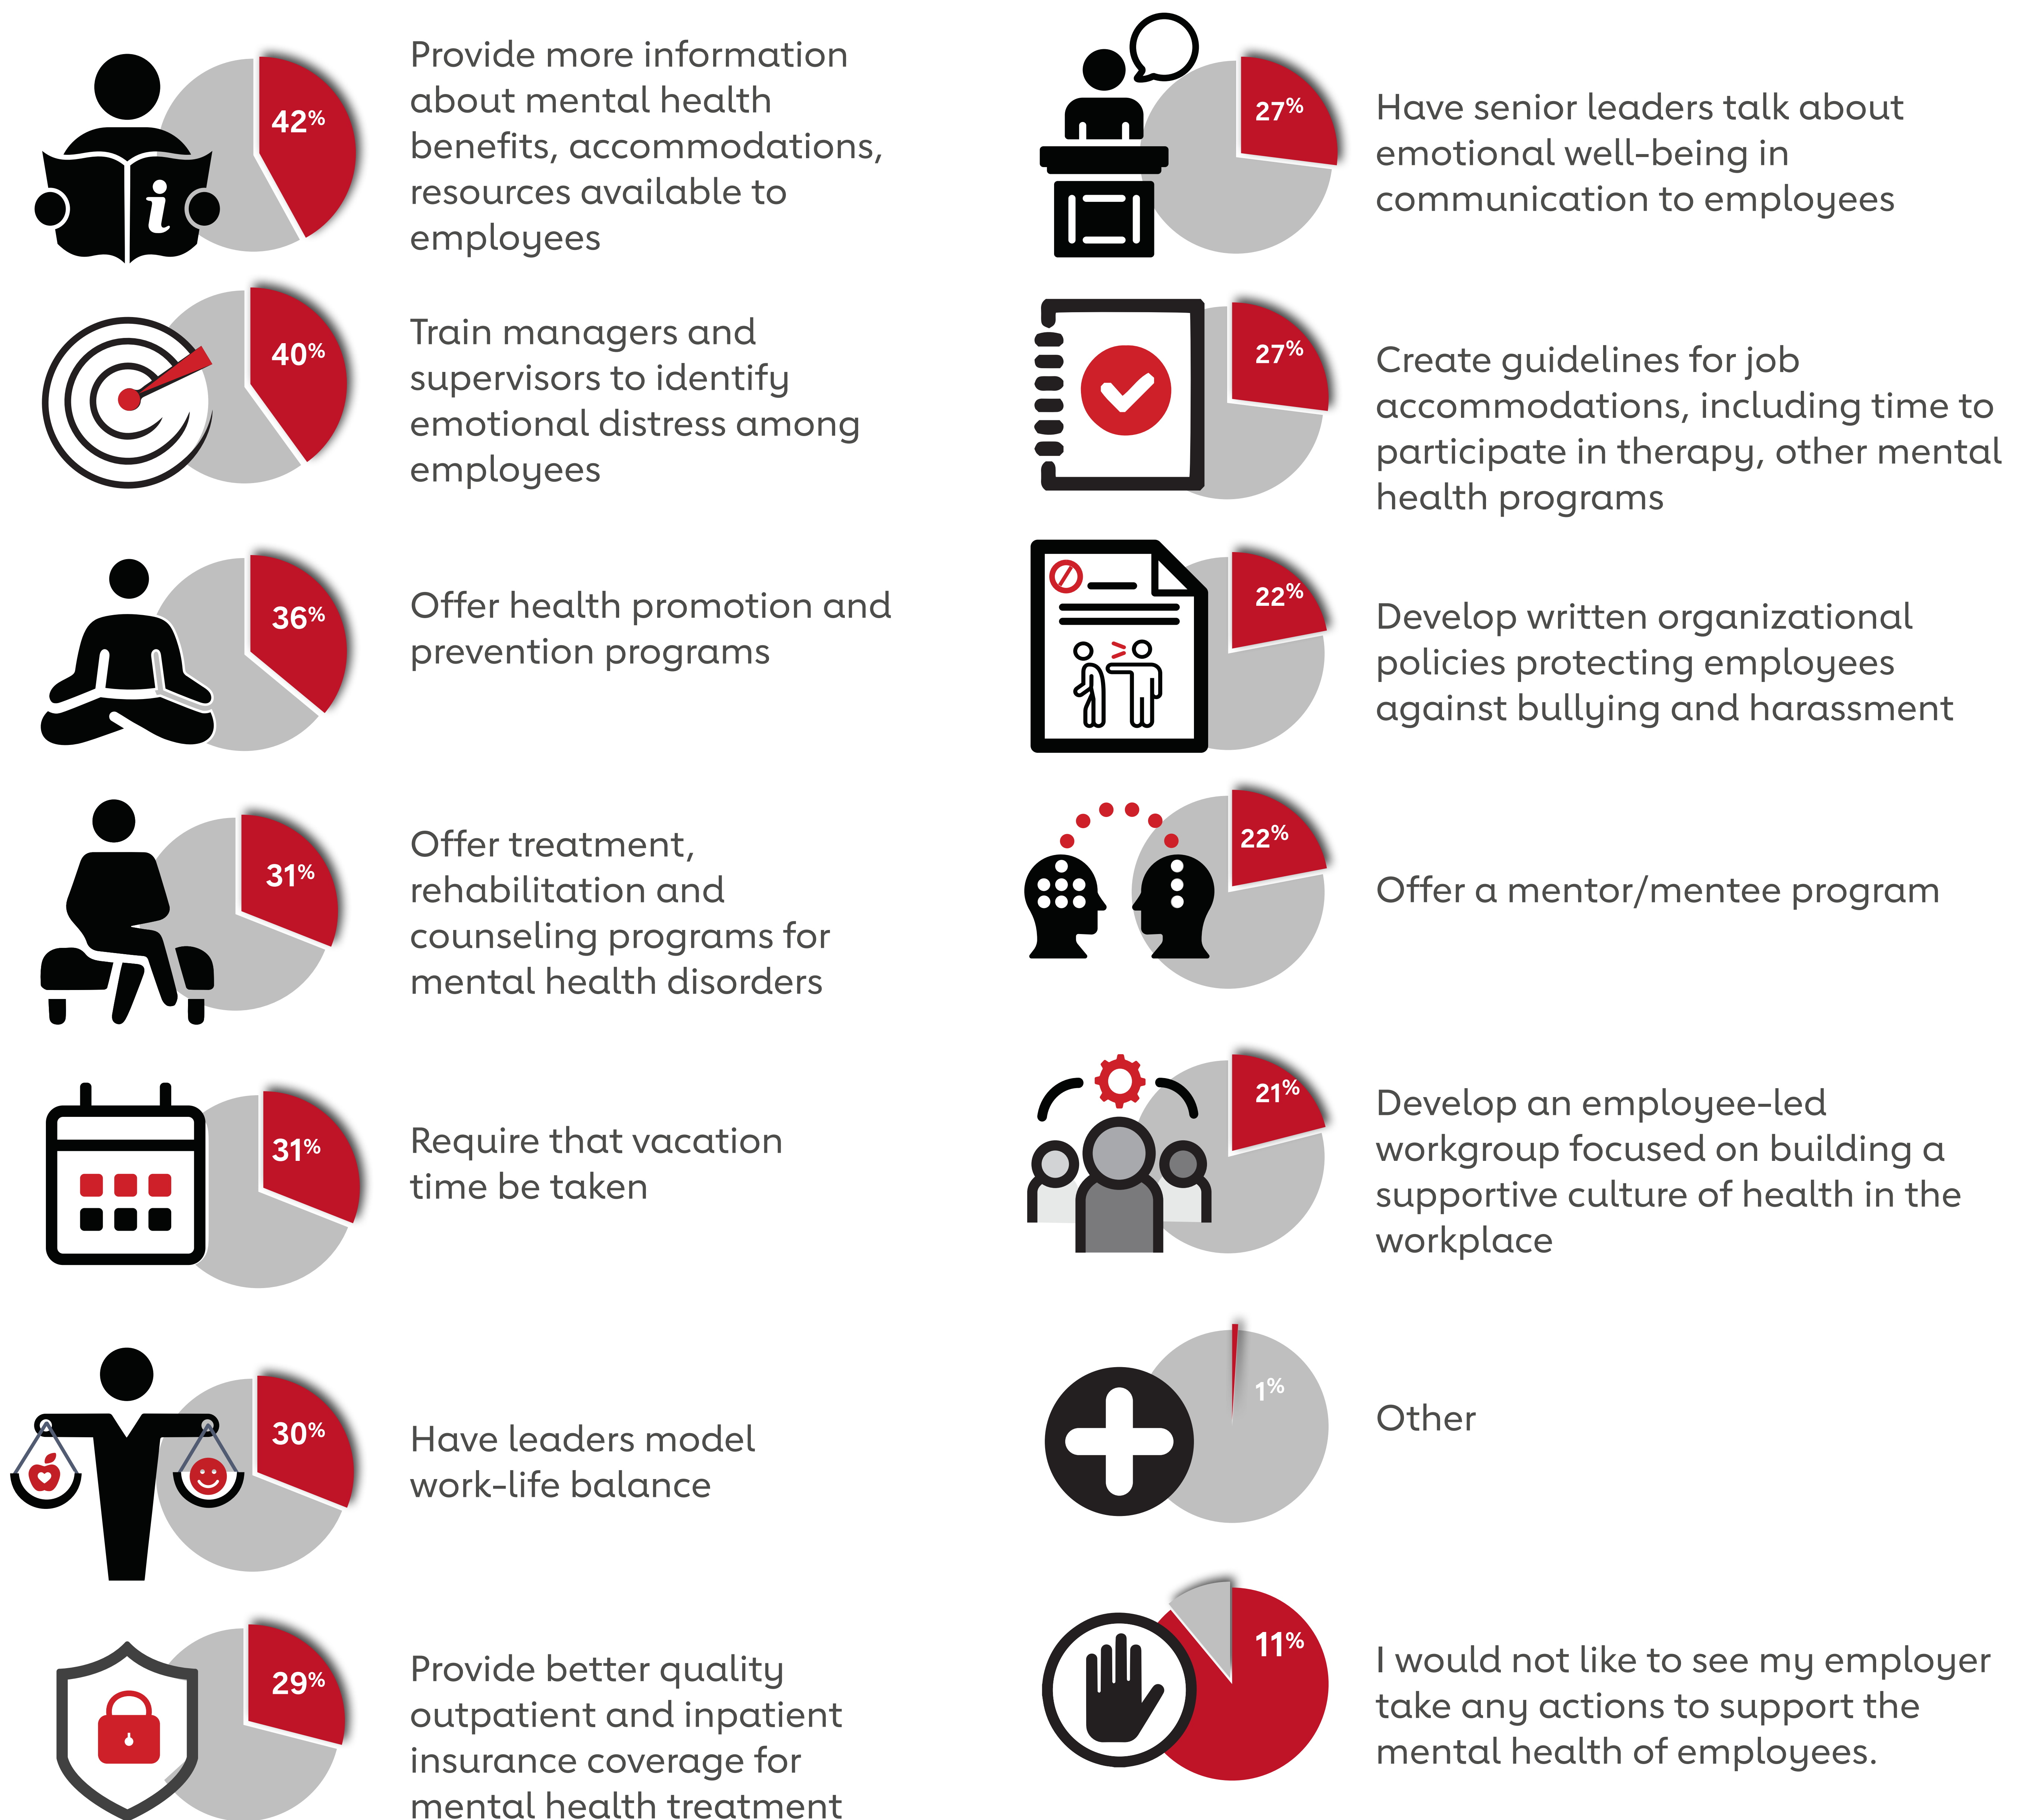 42%
Provide more information
about mental health
benefits, accommodations,
resources available to
employees
i
40%
Train managers and
supervisors to identify
emotional distress among
employees
36%
Offer health promotion and
prevention programs
31%
Offer treatment,
rehabilitation and
counseling programs for
mental health disorders
31%
Require that vacation
time be taken
30%
Have leaders model
work-life balance
29%
Provide better quality
outpatient and inpatient
insurance coverage for
mental health treatment
27%
Have senior leaders talk about
emotional well-being in
communication to employees
27%
Create guidelines for job
accommodations, including time to
participate in therapy, other mental
health programs
22%
Develop written organizational
policies protecting employees
against bullying and harassment
22%
Offer a mentor/mentee program
21%
Develop an employee-led
workgroup focused on building a
supportive culture of health in the
workplace
1%
Other
11%
I would not like to see my employer
take any actions to support the
mental health of employees.